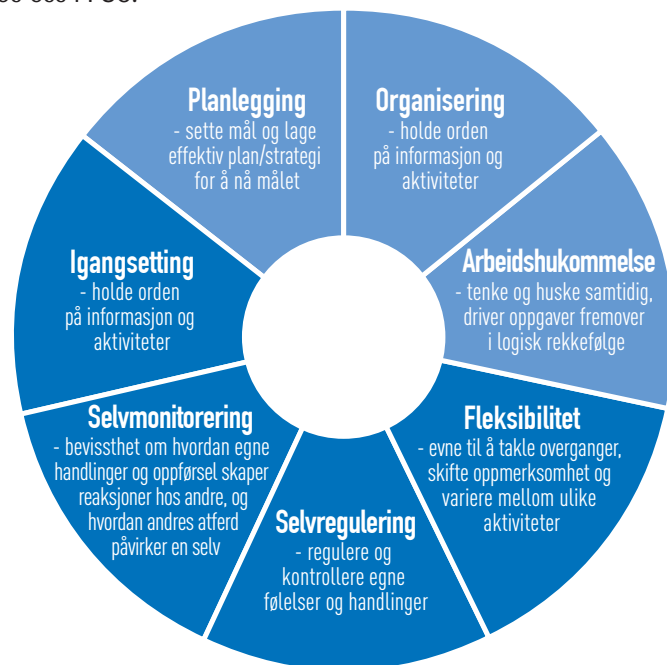 Planlegging
- sette mål og lage
effektiv plan/strategi
for å nå målet
Organisering
- holde orden
på informasjon og
aktiviteter
Arbeidshukommelse
- tenke og huske samtidig,
driver oppgaver fremover
i logisk rekkefølge
Fleksibilitet
- evne til å takle overganger,
skifte oppmerksomhet og
variere mellom ulike
aktiviteter
Selvregulering
- regulere og
kontrollere egne
følelser og handlinger
Selvmonitorering
- bevissthet om hvordan egne
handlinger og oppførsel skaper
reaksjoner hos andre, og
hvordan andres atferd
påvirker en selv
Igangsetting
- holde orden
på informasjon og
aktiviteter